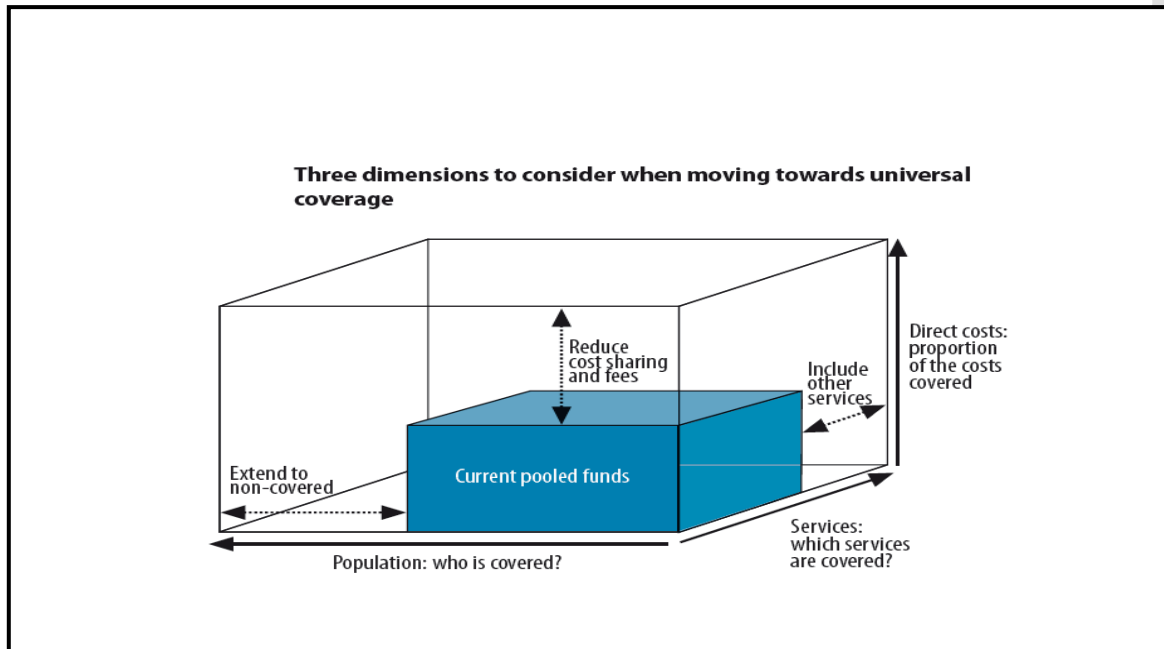 Three dimensions to consider when moving towards universal
coverage
Reduce
cost sharing
and fees
Include
other
services
Direct costs:
proportion
of the costs
covered
Extend to
non-covered
Current pooled funds
Population: who is covered?
Services:
which services
are covered?